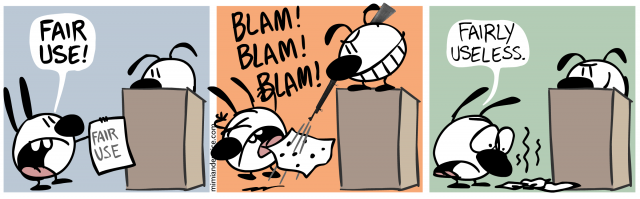 FAIR
USE!
FAIR
USE
BLAM!
BLAM!
BLAM!
mimiandeunice.com
FAIRLY
USELESS.